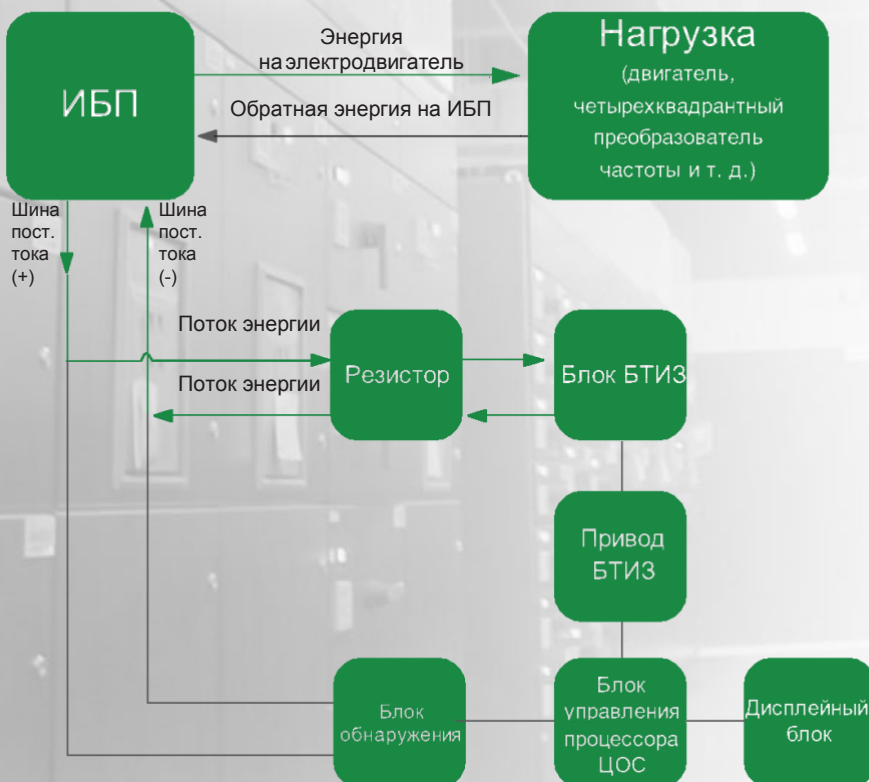 ИБП
Энергия
на электродвигатель
Обратная энергия на ИБП
Нагрузка
(двигатель,
четырехквадрантный
преобразователь
частоты и т. д.)
Шина
пост.
тока
(+)
Шина
пост.
тока
(-)
Поток энергии
Поток энергии
Резистор
Блок БТИЗ
Привод
БТИЗ
Блок
обнаружения
Блок
управления
процессора
ЦОС
Дисплейный
блок